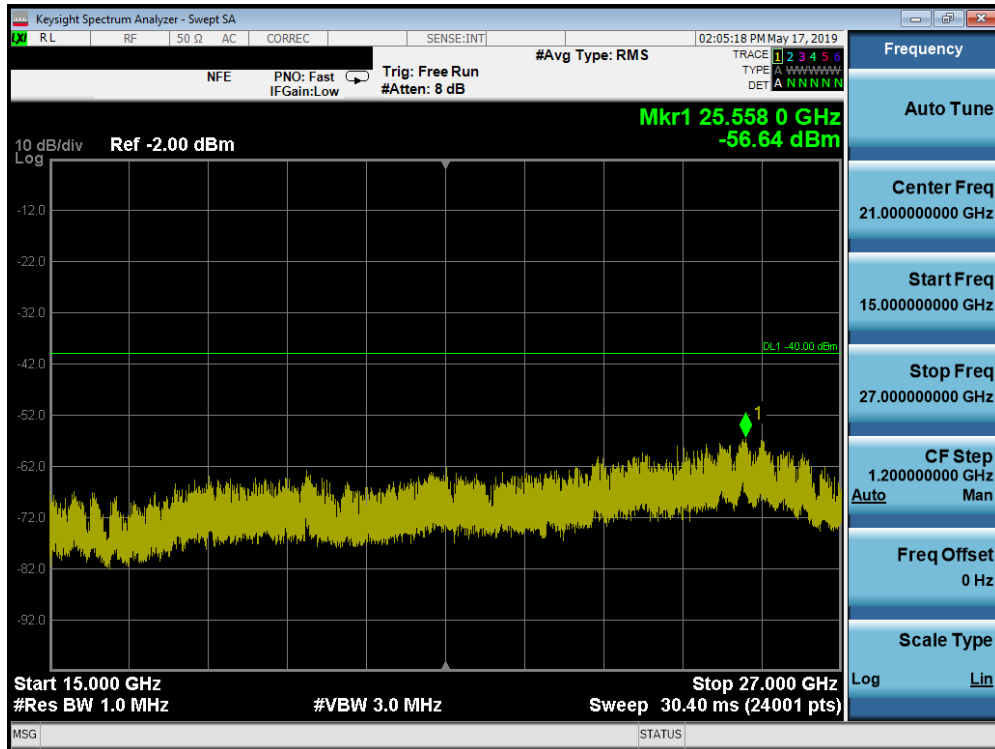 Keysight Spectrum Analyzer - Swept SA
LXI RL RF 50 Ω AC CORREC SENSE:INT 02:05:18 PM May 17, 2019
NFE PNO: Fast IFGain:Low Trig: Free Run #Atten: 8 dB #Avg Type: RMS
TRACE 1 2 3 4 5 6
TYPE A WWWWW
DET A N N N N N
Mkr1 25.558 0 GHz
-56.64 dBm
10 dB/div Ref -2.00 dBm
Log
-12.0
-22.0
-32.0
DL1 -40.00 dBm
-42.0
-52.0
1
-62.0
-72.0
-82.0
-92.0
Start 15.000 GHz Stop 27.000 GHz
#Res BW 1.0 MHz #VBW 3.0 MHz Sweep 30.40 ms (24001 pts)
MSG STATUS
Frequency
Auto Tune
Center Freq
21.000000000 GHz
Start Freq
15.000000000 GHz
Stop Freq
27.000000000 GHz
CF Step
1.200000000 GHz
Auto Man
Freq Offset
0 Hz
Scale Type
Log Lin